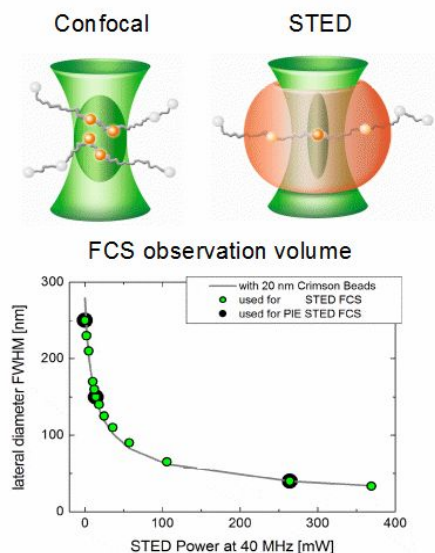 Confocal STED
FCS observation volume
300
200
100
0
lateral diameter FWHM [nm]
with 20 nm Crimson Beads
used for STED FCS
used for PIE STED FCS
0 100 200 300 400
STED Power at 40 MHz [mW]